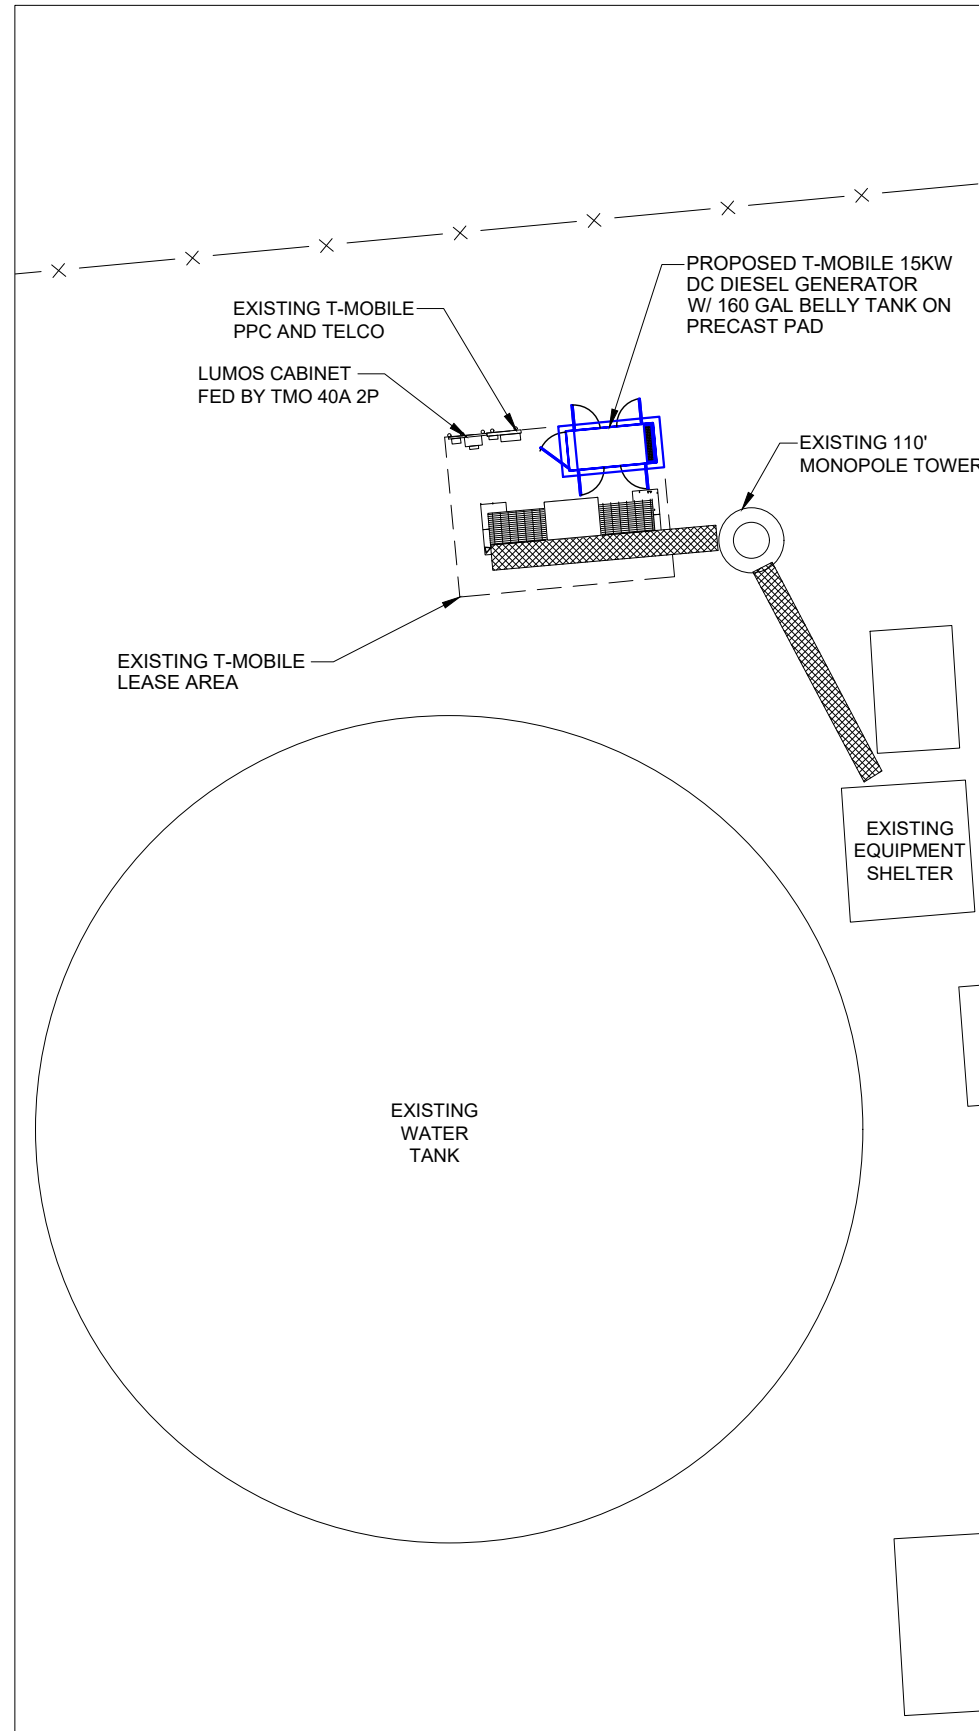 PROPOSED T-MOBILE 15KW
DC DIESEL GENERATOR
W/ 160 GAL BELLY TANK ON
PRECAST PAD
EXISTING T-MOBILE
PPC AND TELCO
LUMOS CABINET
FED BY TMO 40A 2P
EXISTING 110'
MONOPOLE TOWER
EXISTING T-MOBILE
LEASE AREA
EXISTING
EQUIPMENT
SHELTER
EXISTING
WATER
TANK